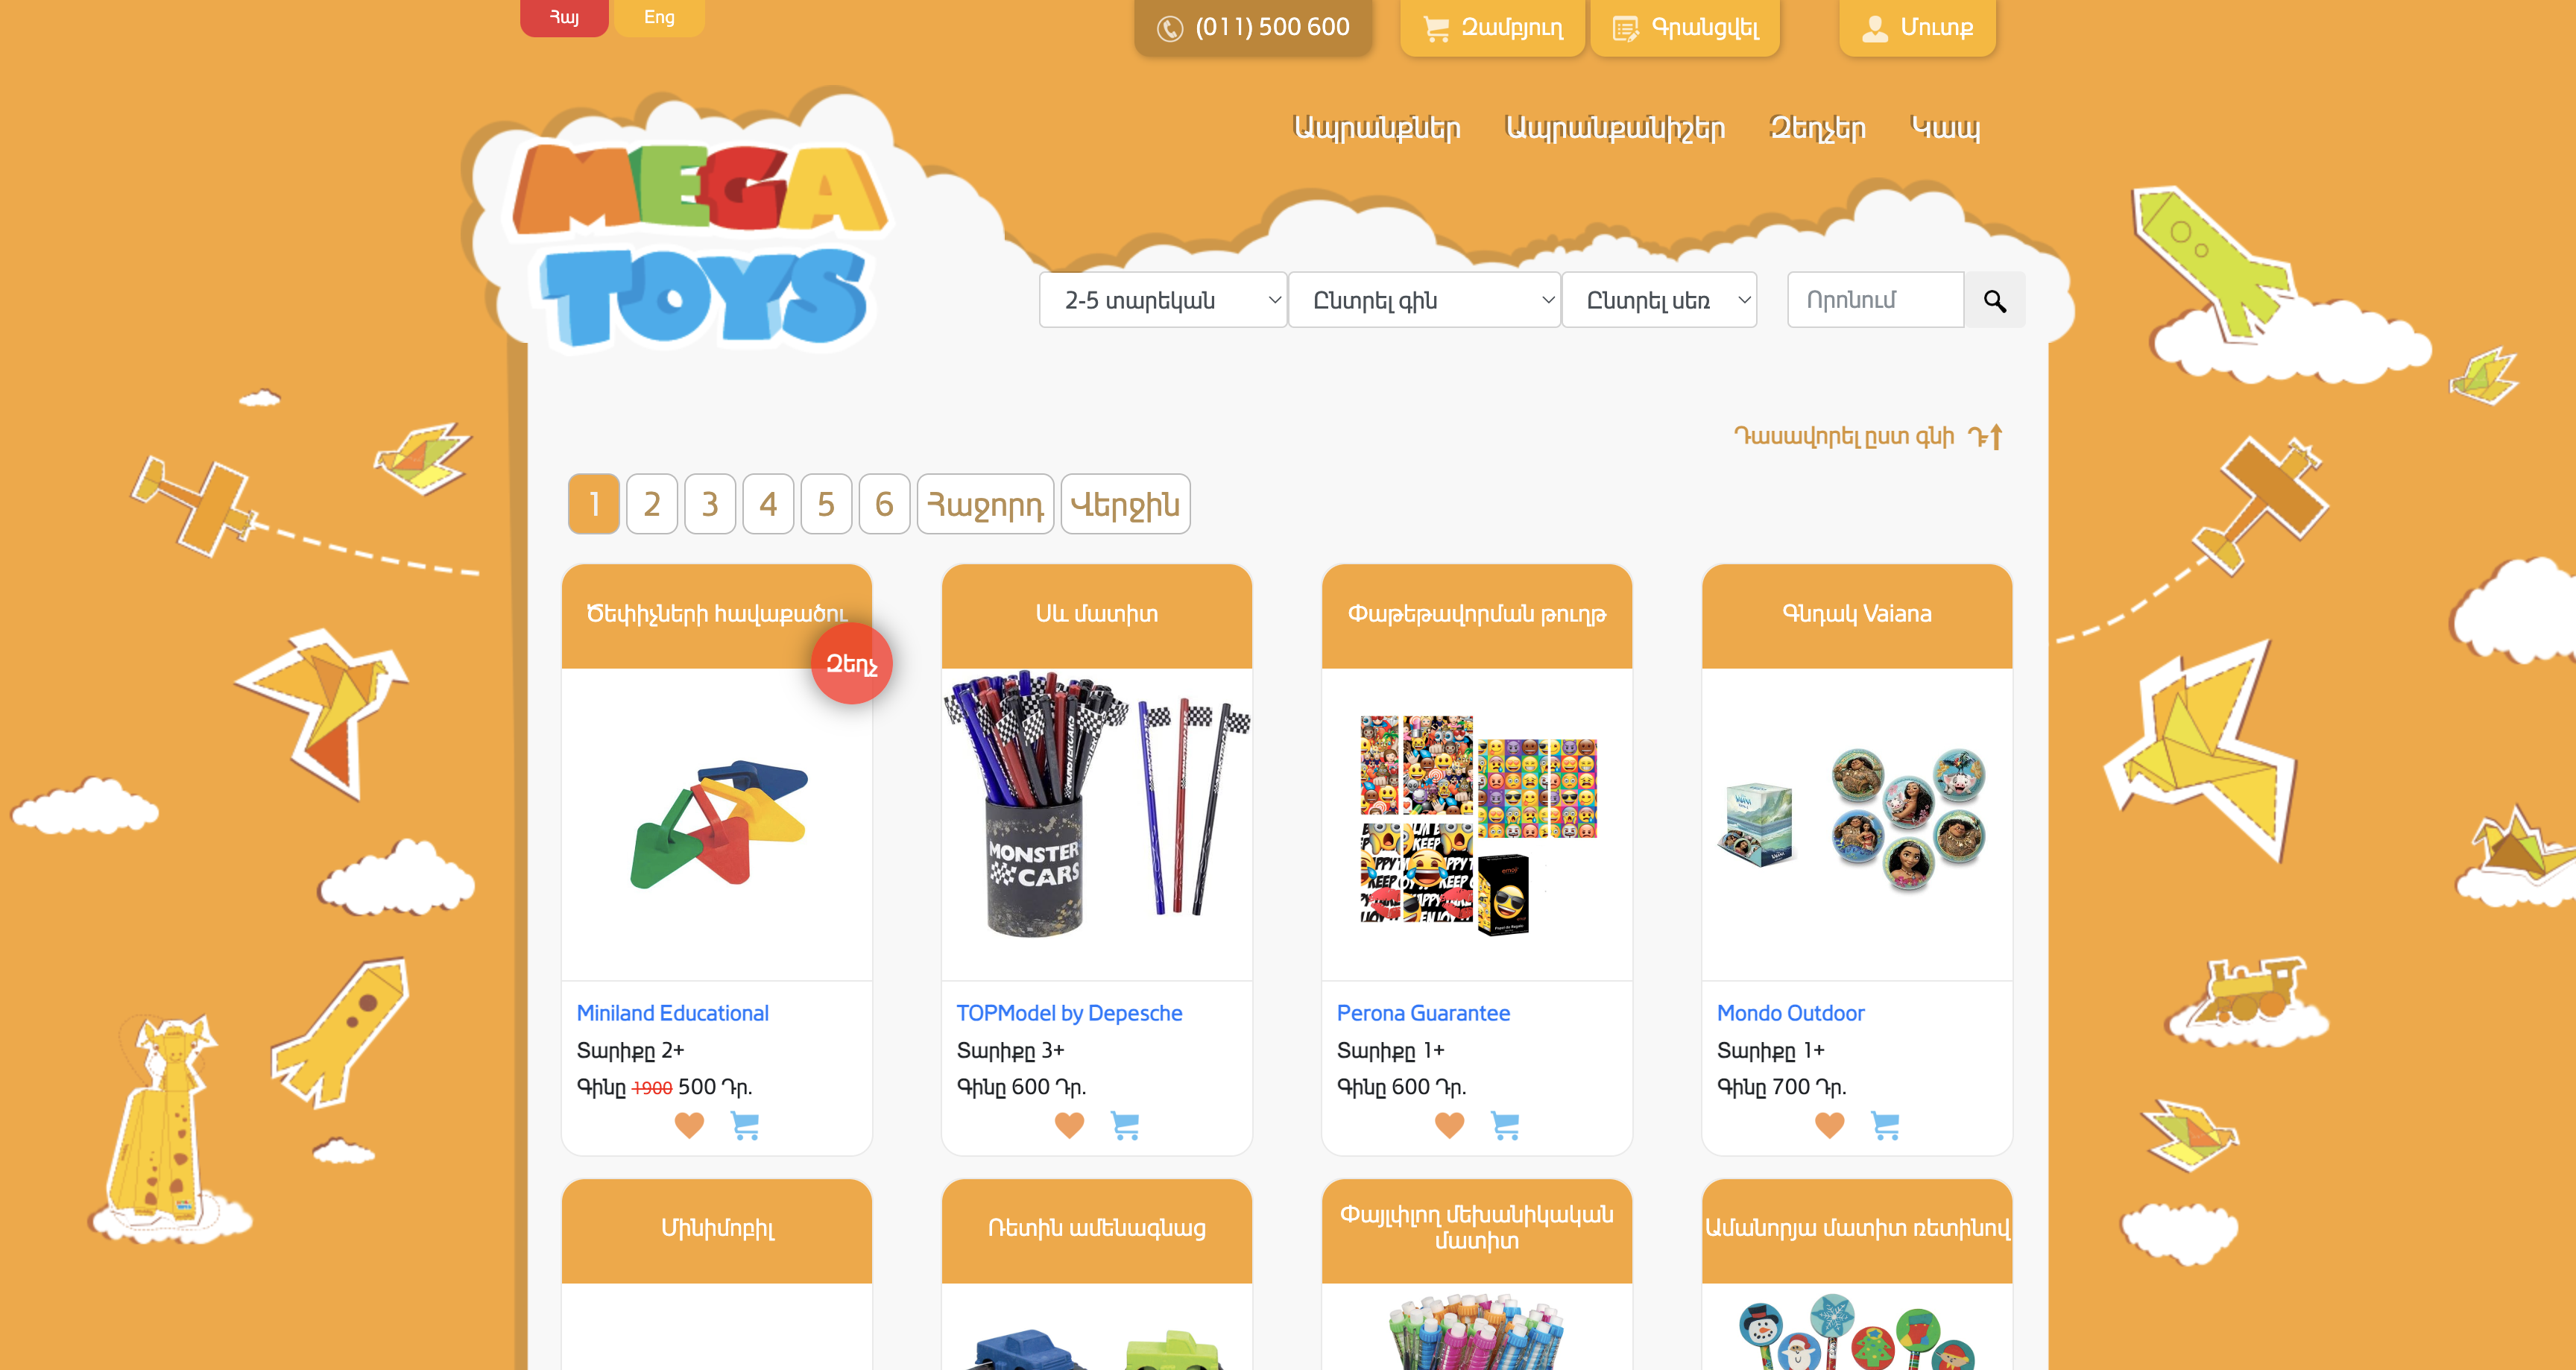 Հայ
Eng
(011) 500 600
Զամբյուղ
Գրանցվել
Մուտք
Ապրանքներ
Ապրանքանիշեր
Զեղչեր
Կապ
MEGA
TOYS
2-5 տարեկան
Ընտրել գին
Ընտրել սեռ
Որոնում
Դասավորել ըստ գնի
1 2 3 4 5 6 Հաջորդ Վերջին
Ծեփիչների հավաքածու
Զեղչ
Miniland Educational
Տարիքը 2+
Գինը 1900 500 Դր.
Սև մատիտ
MONSTER
CARS
TOPModel by Depesche
Տարիքը 3+
Գինը 600 Դր.
Փաթեթավորման թուղթ
Perona Guarantee
Տարիքը 1+
Գինը 600 Դր.
Գնդակ Vaiana
Mondo Outdoor
Տարիքը 1+
Գինը 700 Դր.
Մինիմոբիլ
Ռետին ամենագնաց
Փայլփլող մեխանիկական
մատիտ
Ամանորյա մատիտ ռետինով